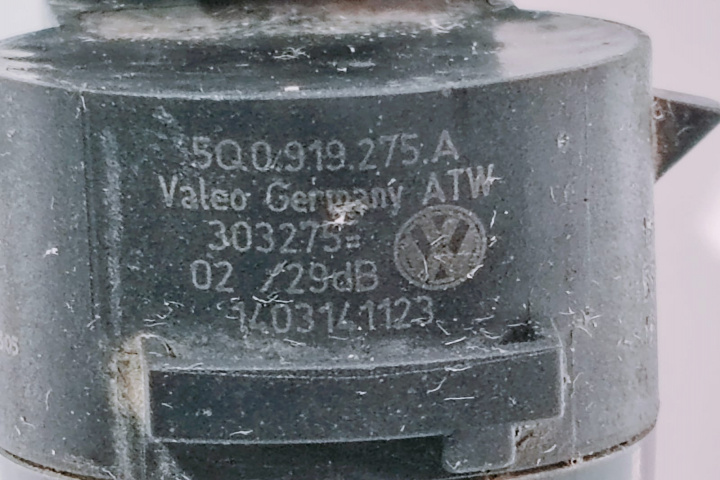 5Q0.919.275.A
Valeo Germany ATW
303275=
02 /29dB
1403141123